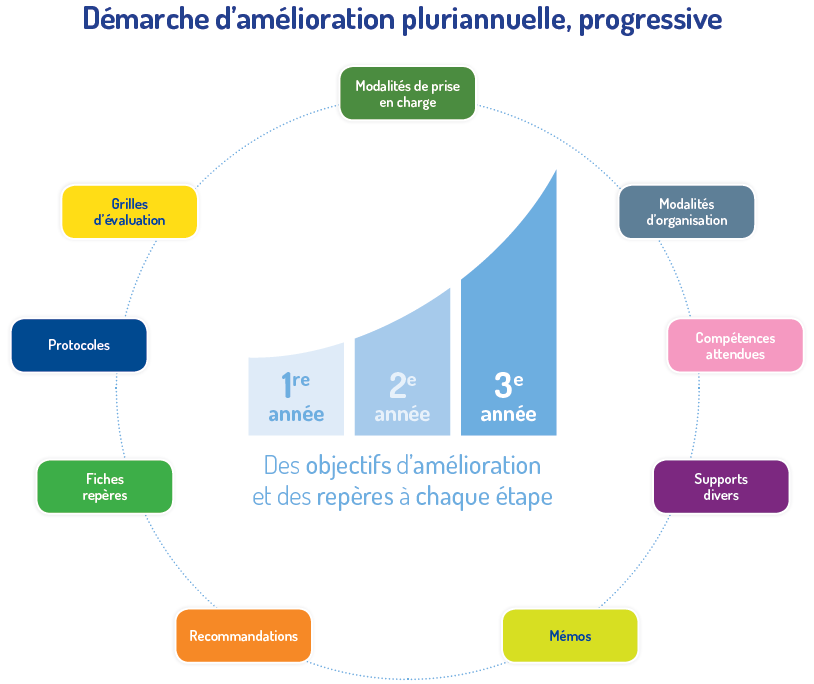 Démarche d’amélioration pluriannuelle, progressive
Modalités de prise
en charge
Grilles
d’évaluation
Modalités
d’organisation
Protocoles
Compétences
attendues
1re
année
2e
année
3e
année
Des objectifs d’amélioration
et des repères à chaque étape
Fiches
repères
Supports
divers
Recommandations
Mémos